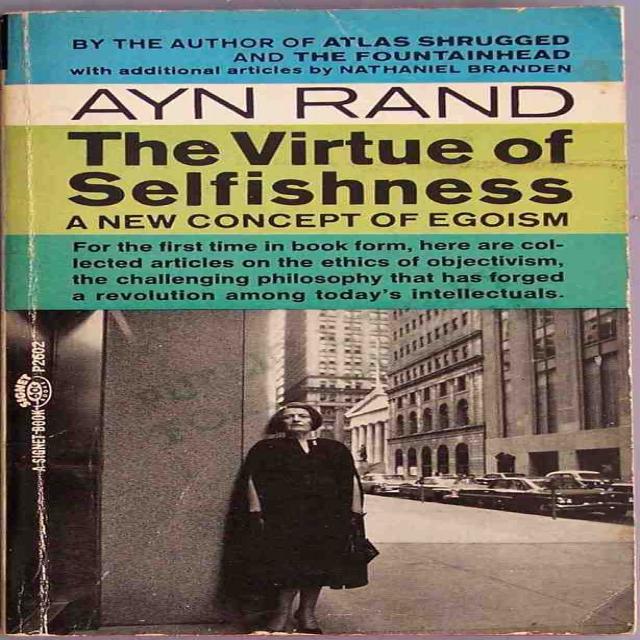 BY THE AUTHOR OF ATLAS SHRUGGED
AND THE FOUNTAINHEAD
with additional articles by NATHANIEL BRANDEN
AYN RAND
The Virtue of
Selfishness
A NEW CONCEPT OF EGOISM
For the first time in book form, here are col-
lected articles on the ethics of objectivism,
the challenging philosophy that has forged
a revolution among today's intellectuals.
A SIGNET BOOK
SIGNET
P2602